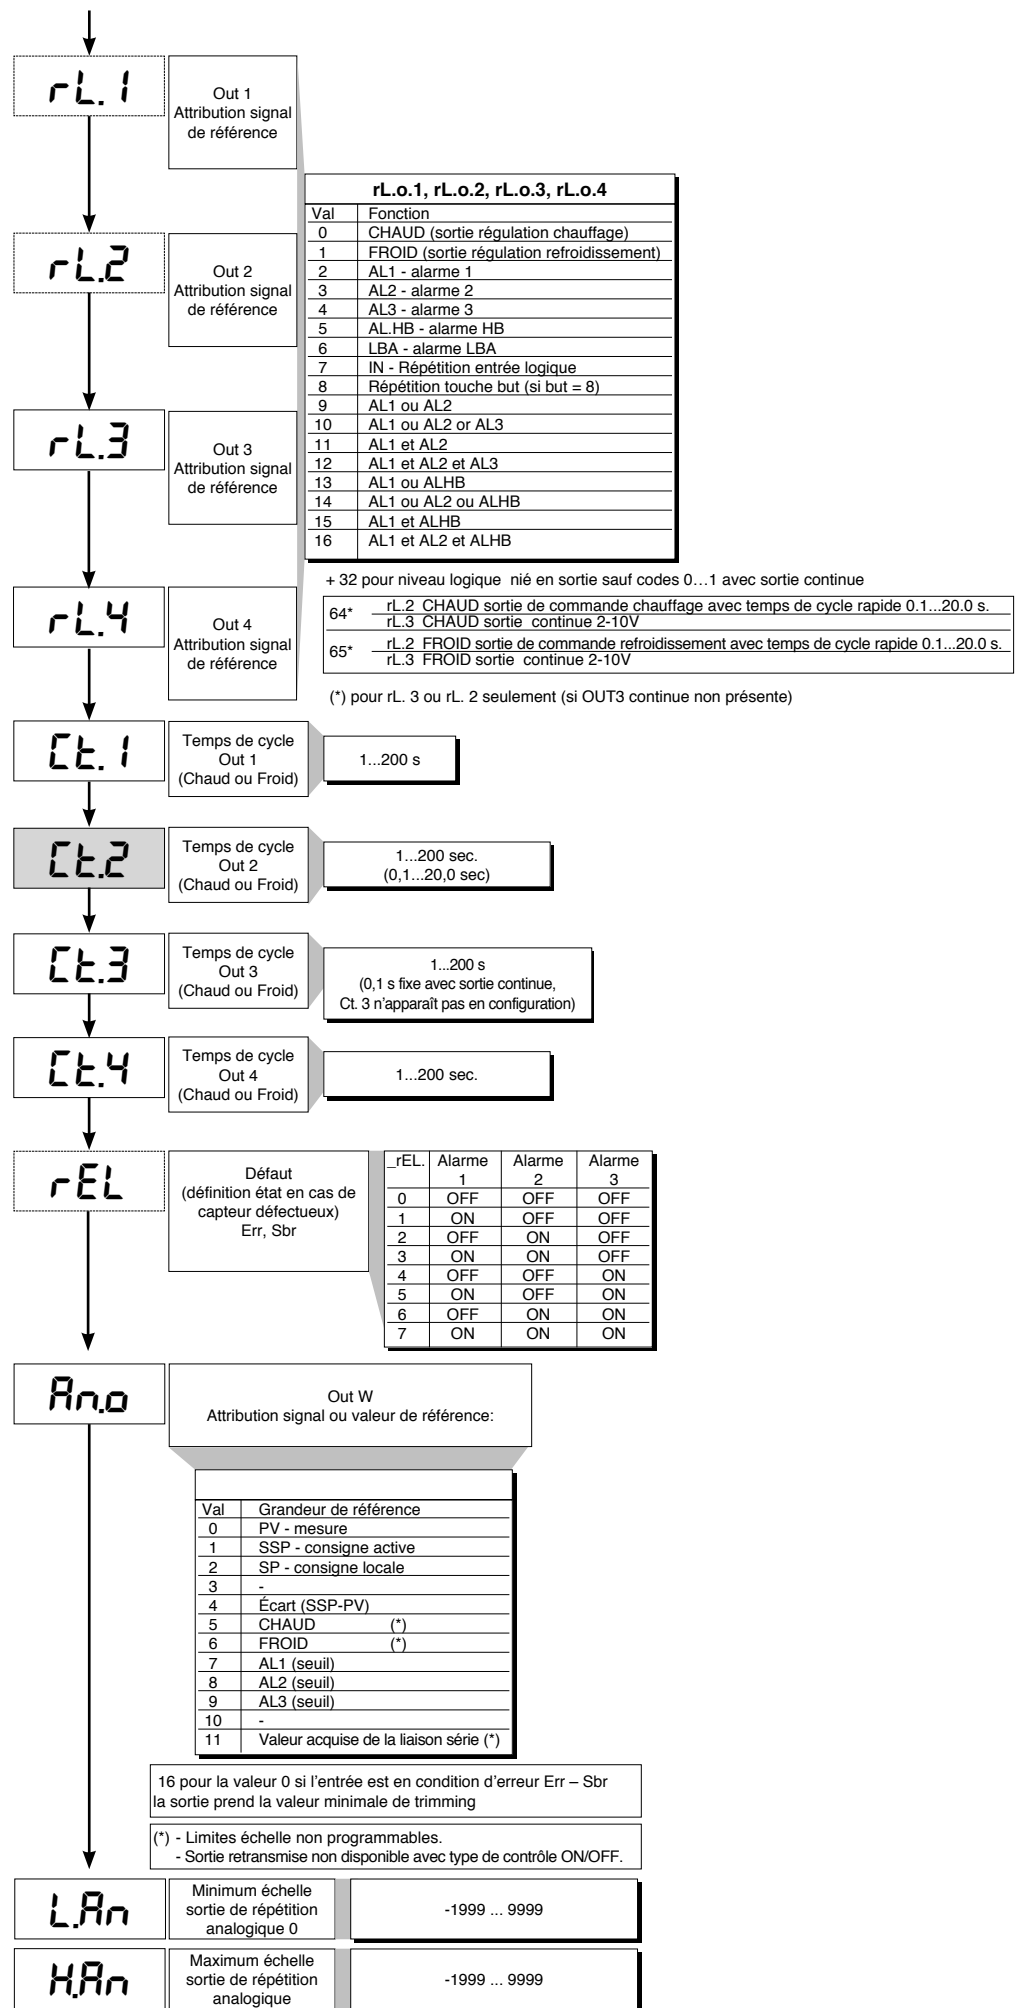 rL.1
Out 1
Attribution signal
de référence
rL.o.1, rL.o.2, rL.o.3, rL.o.4
Val Fonction
0 CHAUD (sortie régulation chauffage)
1 FROID (sortie régulation refroidissement)
2 AL1 - alarme 1
3 AL2 - alarme 2
4 AL3 - alarme 3
5 AL.HB - alarme HB
6 LBA - alarme LBA
7 IN - Répétition entrée logique
8 Répétition touche but (si but = 8)
9 AL1 ou AL2
10 AL1 ou AL2 or AL3
11 AL1 et AL2
12 AL1 et AL2 et AL3
13 AL1 ou ALHB
14 AL1 ou AL2 ou ALHB
15 AL1 et ALHB
16 AL1 et AL2 et ALHB
rL.2
Out 2
Attribution signal
de référence
rL.3
Out 3
Attribution signal
de référence
rL.4
Out 4
Attribution signal
de référence
+ 32 pour niveau logique nié en sortie sauf codes 0…1 avec sortie continue
64* rL.2 CHAUD sortie de commande chauffage avec temps de cycle rapide 0.1...20.0 s.
rL.3 CHAUD sortie continue 2-10V
65* rL.2 FROID sortie de commande refroidissement avec temps de cycle rapide 0.1...20.0 s.
rL.3 FROID sortie continue 2-10V
(*) pour rL. 3 ou rL. 2 seulement (si OUT3 continue non présente)
Ct.1
Temps de cycle
Out 1
(Chaud ou Froid)
1...200 s
Ct.2
Temps de cycle
Out 2
(Chaud ou Froid)
1...200 sec.
(0,1...20,0 sec)
Ct.3
Temps de cycle
Out 3
(Chaud ou Froid)
1...200 s
(0,1 s fixe avec sortie continue,
Ct. 3 n'apparaît pas en configuration)
Ct.4
Temps de cycle
Out 4
(Chaud ou Froid)
1...200 sec.
rEL
Défaut
(définition état en cas de
capteur défectueux)
Err, Sbr
_rEL. Alarme 1 Alarme 2 Alarme 3
0 OFF OFF OFF
1 ON OFF OFF
2 OFF ON OFF
3 ON ON OFF
4 OFF OFF ON
5 ON OFF ON
6 OFF ON ON
7 ON ON ON
An.o
Out W
Attribution signal ou valeur de référence:
Val Grandeur de référence
0 PV - mesure
1 SSP - consigne active
2 SP - consigne locale
3 -
4 Écart (SSP-PV)
5 CHAUD (*)
6 FROID (*)
7 AL1 (seuil)
8 AL2 (seuil)
9 AL3 (seuil)
10 -
11 Valeur acquise de la liaison série (*)
16 pour la valeur 0 si l'entrée est en condition d'erreur Err – Sbr
la sortie prend la valeur minimale de trimming
(*) - Limites échelle non programmables.
- Sortie retransmise non disponible avec type de contrôle ON/OFF.
L.An
Minimum échelle
sortie de répétition
analogique 0
-1999 ... 9999
H.An
Maximum échelle
sortie de répétition
analogique
-1999 ... 9999